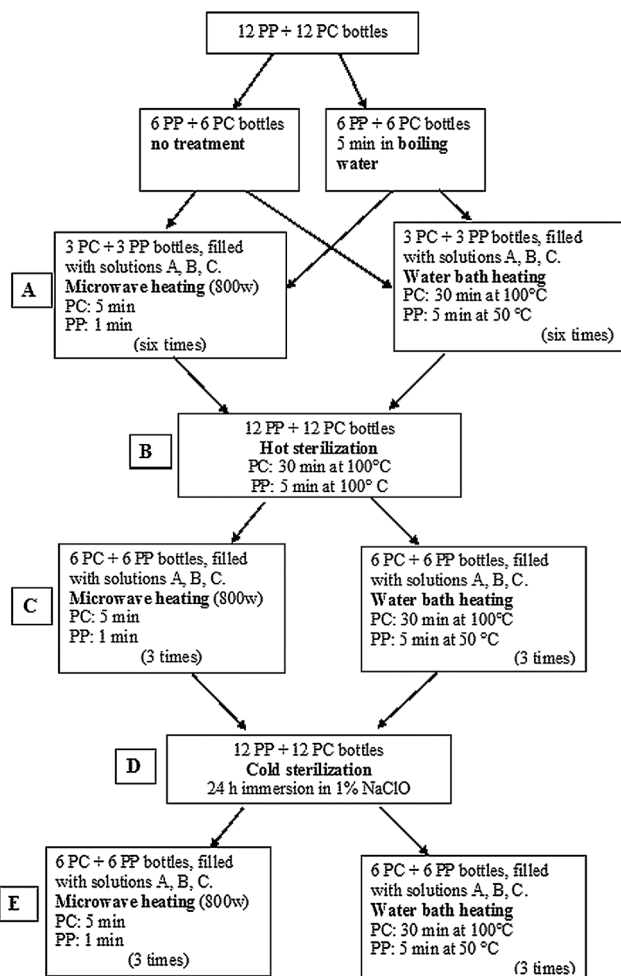 12 PP + 12 PC bottles
6 PP + 6 PC bottles
no treatment
6 PP + 6 PC bottles
5 min in boiling
water
A
3 PC + 3 PP bottles, filled
with solutions A, B, C.
Microwave heating (800w)
PC: 5 min
PP: 1 min
(six times)
3 PC + 3 PP bottles, filled
with solutions A, B, C.
Water bath heating
PC: 30 min at 100°C
PP: 5 min at 50 °C
(six times)
B
12 PP + 12 PC bottles
Hot sterilization
PC: 30 min at 100°C
PP: 5 min at 100° C
C
6 PC + 6 PP bottles, filled
with solutions A, B, C.
Microwave heating (800w)
PC: 5 min
PP: 1 min
(3 times)
6 PC + 6 PP bottles, filled
with solutions A, B, C.
Water bath heating
PC: 30 min at 100°C
PP: 5 min at 50 °C
(3 times)
D
12 PP + 12 PC bottles
Cold sterilization
24 h immersion in 1% NaClO
E
6 PC + 6 PP bottles, filled
with solutions A, B, C.
Microwave heating (800w)
PC: 5 min
PP: 1 min
(3 times)
6 PC + 6 PP bottles, filled
with solutions A, B, C.
Water bath heating
PC: 30 min at 100°C
PP: 5 min at 50 °C
(3 times)